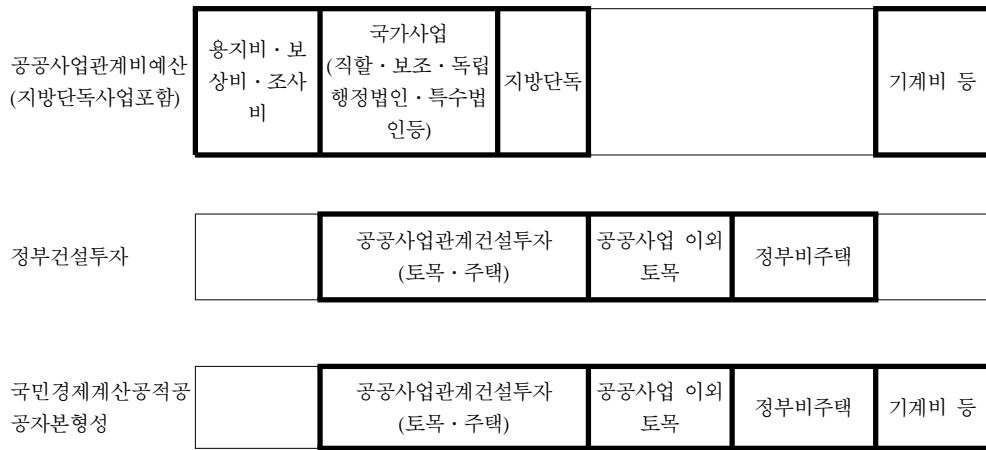 공공사업관계비예산
(지방단독사업포함)
용지비·보
상비·조사
비
국가사업
(직할·보조·독립
행정법인·특수법
인등)
지방단독
기계비 등
정부건설투자
공공사업관계건설투자
(토목·주택)
공공사업 이외
토목
정부비주택
국민경제계산공적공
공자본형성
공공사업관계건설투자
(토목·주택)
공공사업 이외
토목
정부비주택
기계비 등